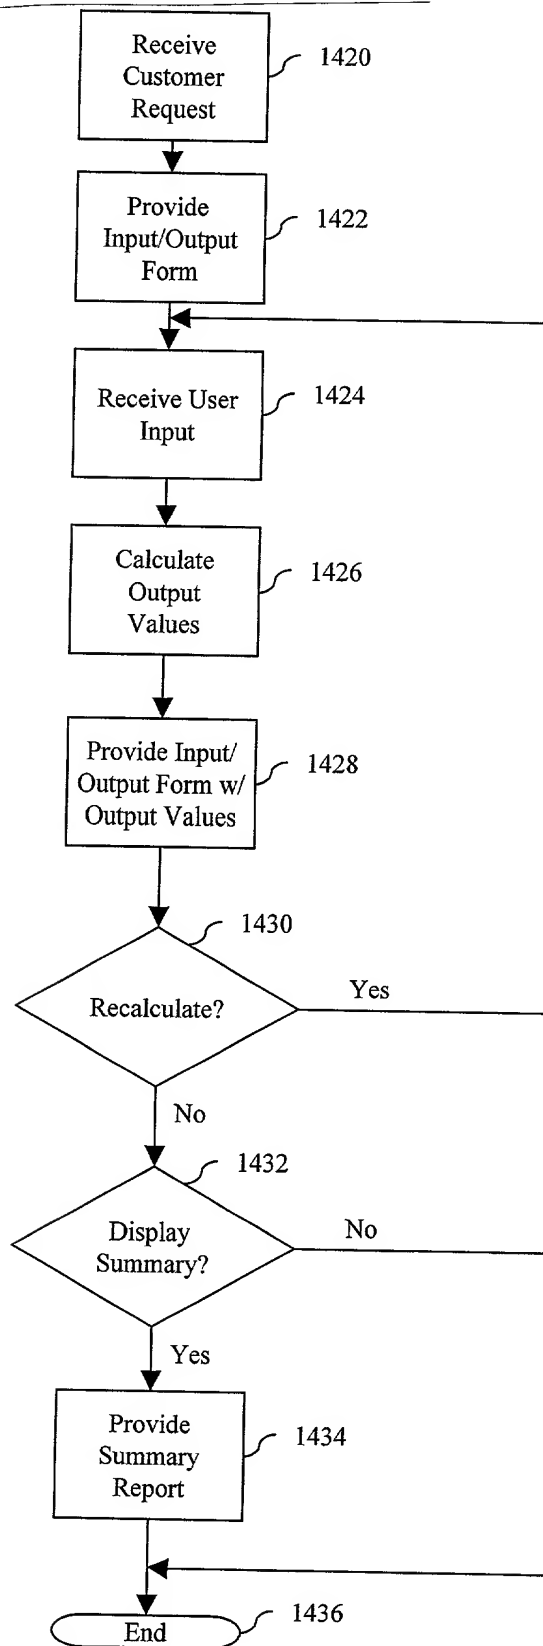 Receive
Customer
Request
1420
Provide
Input/Output
Form
1422
Receive User
Input
1424
Calculate
Output
Values
1426
Provide Input/
Output Form w/
Output Values
1428
1430
Recalculate?
Yes
No
1432
Display
Summary?
No
Yes
Provide
Summary
Report
1434
1436
End